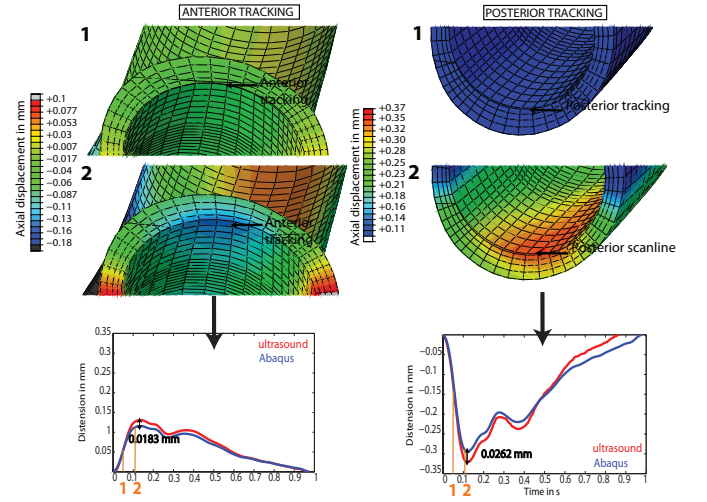 ANTERIOR TRACKING
POSTERIOR TRACKING
1
1
Axial displacement in mm
+0.1
+0.077
+0.053
+0.03
+0.007
−0.017
−0.04
−0.06
−0.087
−0.11
−0.13
−0.16
−0.18
Anterior
tracking
Axial displacement in mm
+0.37
+0.35
+0.32
+0.30
+0.28
+0.25
+0.23
+0.21
+0.18
+0.16
+0.14
+0.11
Posterior tracking
2
2
Anterior
tracking
Posterior scanline
Distension in mm
0.35
0.3
0.25
0.2
0.15
0.1
0.05
ultrasound
Abaqus
0.0183 mm
0 0.1 0.2 0.3 0.4 0.5 0.6 0.7 0.8 0.9 1
1 2
Distension in mm
−0.05
−0.1
−0.15
−0.2
−0.25
−0.3
−0.35
0.0262 mm
ultrasound
Abaqus
0 0.1 0.2 0.3 0.4 0.5 0.6 0.7 0.8 0.9 1
Time in s
1 2